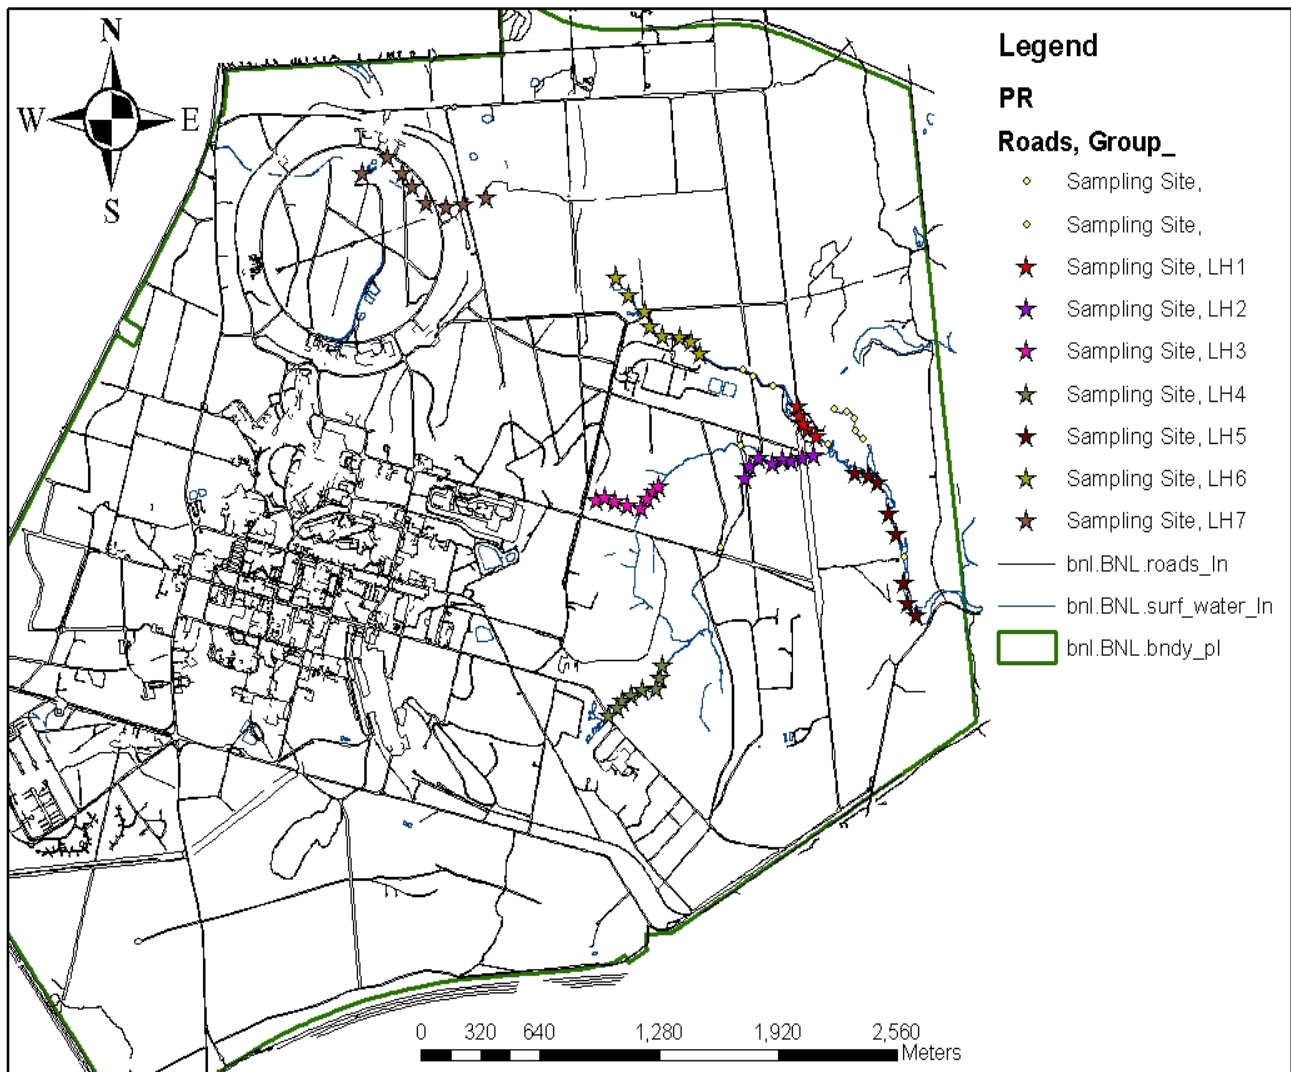 N
W E
S
Legend
PR
Roads, Group_
Sampling Site,
Sampling Site,
Sampling Site, LH1
Sampling Site, LH2
Sampling Site, LH3
Sampling Site, LH4
Sampling Site, LH5
Sampling Site, LH6
Sampling Site, LH7
bnl.BNL.roads_ln
bnl.BNL.surf_water_ln
bnl.BNL.bndy_pl
0 320 640 1,280 1,920 2,560
Meters